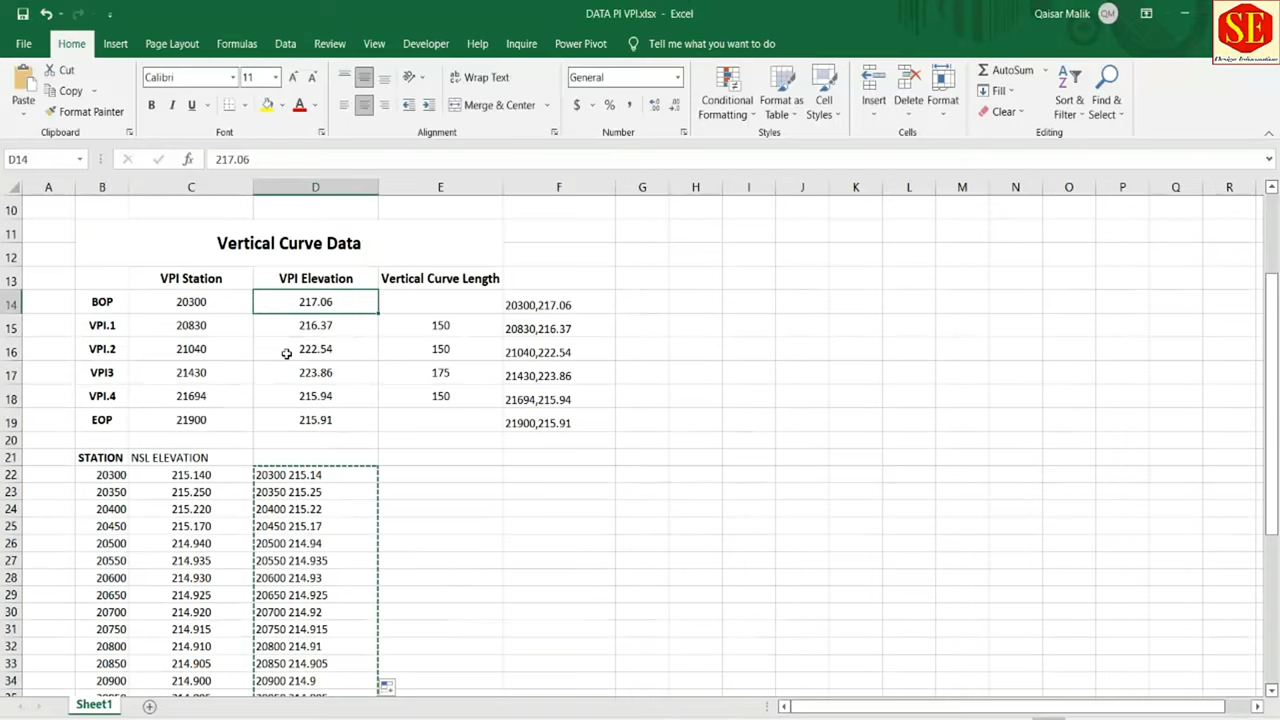 DATA PI VPI.xlsx - Excel
Qaisar Malik
QM
SE
Design Information
File Home Insert Page Layout Formulas Data Review View Developer Help Inquire Power Pivot Tell me what you want to do
Cut
Copy
Format Painter
Paste
Clipboard
Calibri 11
B I U
Font
Wrap Text
Merge & Center
Alignment
General
$ % ,
Number
Conditional Formatting
Format as Table
Cell Styles
Styles
Insert Delete Format
Cells
AutoSum
Fill
Clear
Sort & Filter
Find & Select
Editing
D14 fx 217.06
A B C D E F G H I J K L M N O P Q R
10
11
Vertical Curve Data
12
13 VPI Station VPI Elevation Vertical Curve Length
14 BOP 20300 217.06 20300,217.06
15 VPI.1 20830 216.37 150 20830,216.37
16 VPI.2 21040 222.54 150 21040,222.54
17 VPI3 21430 223.86 175 21430,223.86
18 VPI.4 21694 215.94 150 21694,215.94
19 EOP 21900 215.91 21900,215.91
20
21 STATION NSL ELEVATION
22 20300 215.140 20300 215.14
23 20350 215.250 20350 215.25
24 20400 215.220 20400 215.22
25 20450 215.170 20450 215.17
26 20500 214.940 20500 214.94
27 20550 214.935 20550 214.935
28 20600 214.930 20600 214.93
29 20650 214.925 20650 214.925
30 20700 214.920 20700 214.92
31 20750 214.915 20750 214.915
32 20800 214.910 20800 214.91
33 20850 214.905 20850 214.905
34 20900 214.900 20900 214.9
Sheet1